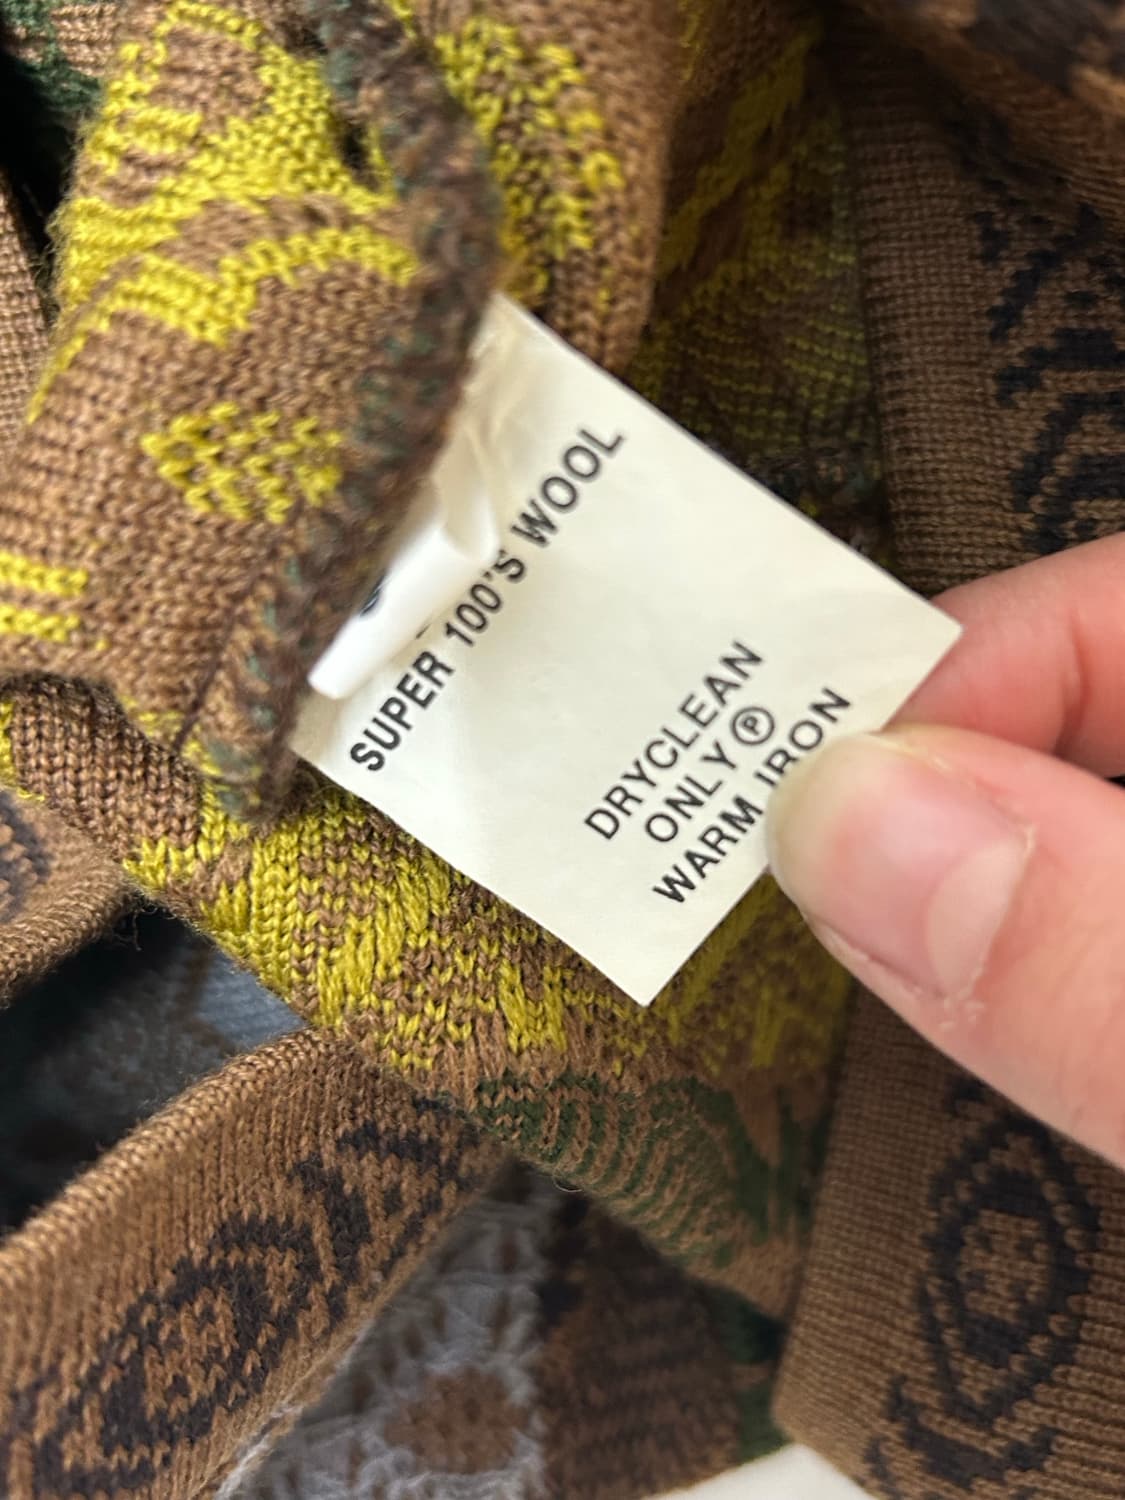 SUPER 100'S WOOL
DRYCLEAN
ONLY Ⓟ
WARM IRON